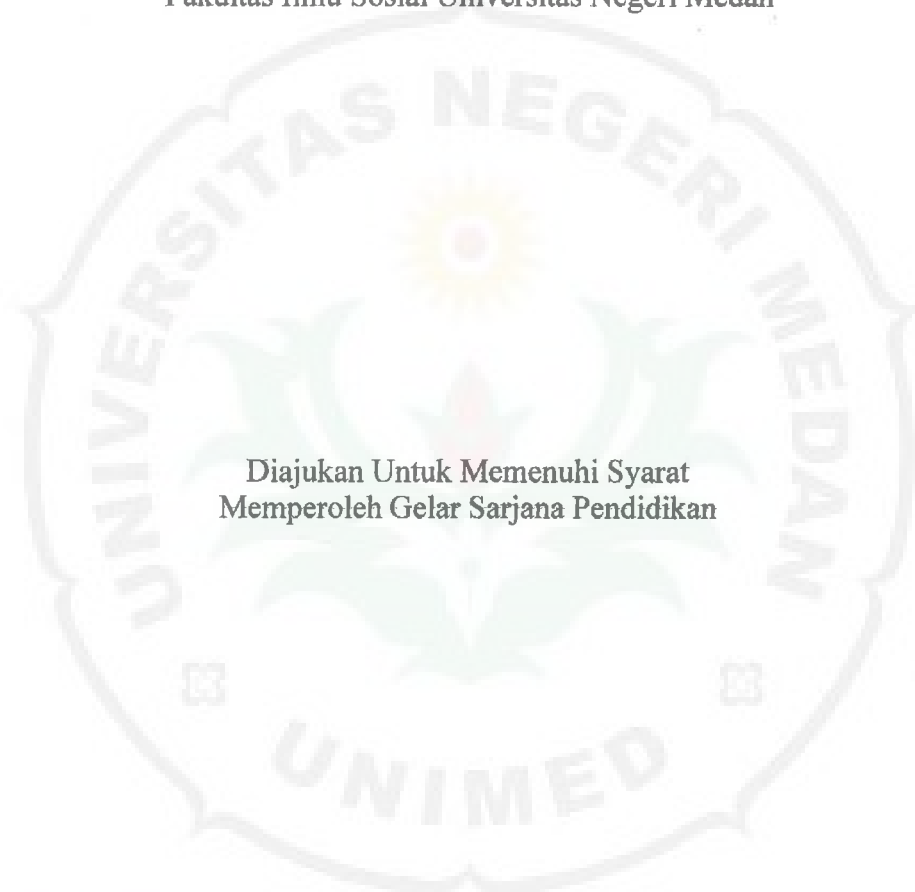 Fakultas Ilmu Sosial Universitas Negeri Medan
UNIVERSITAS NEGERI MEDAN
Diajukan Untuk Memenuhi Syarat
Memperoleh Gelar Sarjana Pendidikan
UNIMED